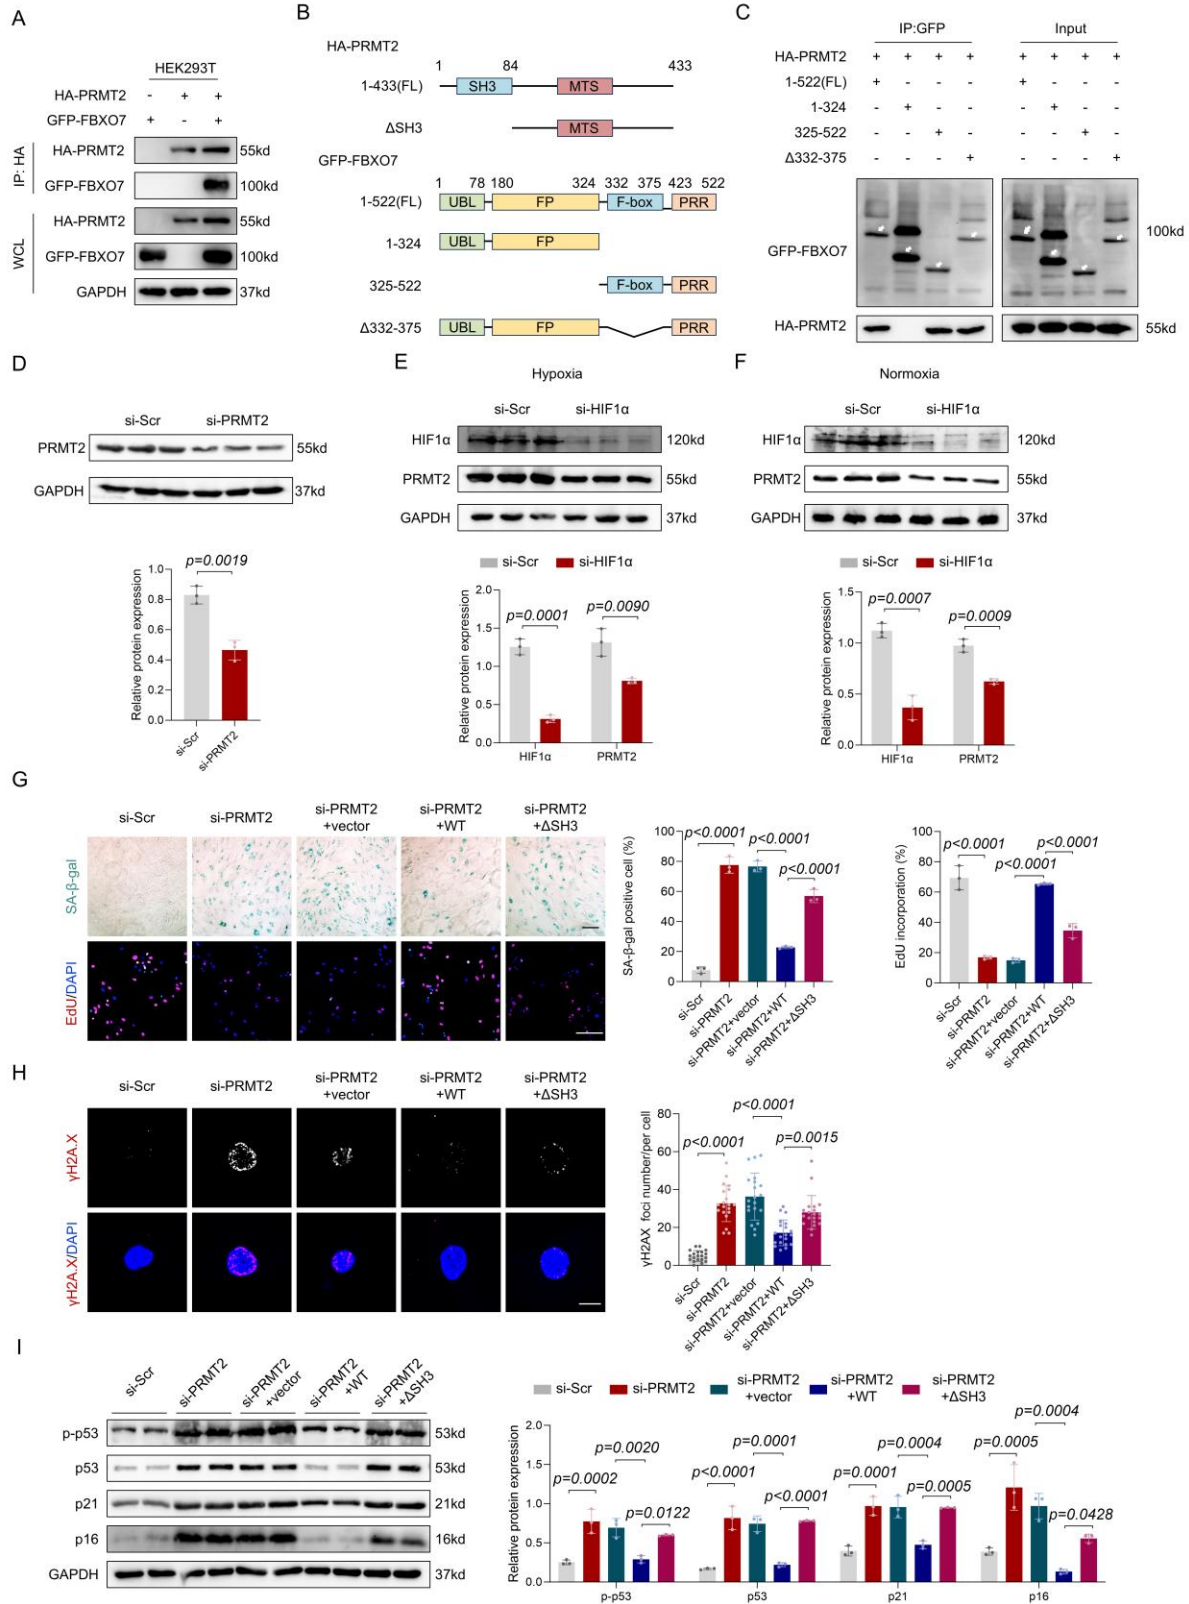 A
HEK293T
HA-PRMT2 - + +
GFP-FBXO7 + - +
IP: HA
HA-PRMT2 55kd
GFP-FBXO7 100kd
WCL
HA-PRMT2 55kd
GFP-FBXO7 100kd
GAPDH 37kd
B
HA-PRMT2
1 84 433
1-433(FL) SH3 MTS
ΔSH3 MTS
GFP-FBXO7
1 78 180 324 332 375 423 522
1-522(FL) UBL FP F-box PRR
1-324 UBL FP
325-522 F-box PRR
Δ332-375 UBL FP PRR
C
IP:GFP Input
HA-PRMT2 + + + + + + + +
1-522(FL) + - - - + - - -
1-324 - + - - - + - -
325-522 - - + - - - + -
Δ332-375 - - - + - - - +
GFP-FBXO7 100kd
HA-PRMT2 55kd
D
si-Scr si-PRMT2
PRMT2 55kd
GAPDH 37kd
p=0.0019
Relative protein expression
1.0
0.8
0.6
0.4
0.2
0.0
si-Scr
si-PRMT2
E
Hypoxia
si-Scr si-HIF1α
HIF1α 120kd
PRMT2 55kd
GAPDH 37kd
si-Scr si-HIF1α
Relative protein expression
2.0
1.5
1.0
0.5
0.0
p=0.0001
p=0.0090
HIF1α PRMT2
F
Normoxia
si-Scr si-HIF1α
HIF1α 120kd
PRMT2 55kd
GAPDH 37kd
si-Scr si-HIF1α
Relative protein expression
1.5
1.0
0.5
0.0
p=0.0007
p=0.0009
HIF1α PRMT2
G
si-Scr si-PRMT2 si-PRMT2 +vector si-PRMT2 +WT si-PRMT2 +ΔSH3
SA-β-gal
EdU/DAPI
SA-β-gal positive cell (%)
100
80
60
40
20
0
p<0.0001
p<0.0001
p<0.0001
si-Scr
si-PRMT2
si-PRMT2+vector
si-PRMT2+WT
si-PRMT2+ΔSH3
EdU incorporation (%)
100
80
60
40
20
0
p<0.0001
p<0.0001
p<0.0001
si-Scr
si-PRMT2
si-PRMT2+vector
si-PRMT2+WT
si-PRMT2+ΔSH3
H
si-Scr si-PRMT2 si-PRMT2 +vector si-PRMT2 +WT si-PRMT2 +ΔSH3
γH2A.X
γH2A.X/DAPI
γH2AX foci number/per cell
80
60
40
20
0
p<0.0001
p<0.0001
p=0.0015
si-Scr
si-PRMT2
si-PRMT2+vector
si-PRMT2+WT
si-PRMT2+ΔSH3
I
si-Scr si-PRMT2 si-PRMT2 +vector si-PRMT2 +WT si-PRMT2 +ΔSH3
p-p53 53kd
p53 53kd
p21 21kd
p16 16kd
GAPDH 37kd
si-Scr si-PRMT2 si-PRMT2 +vector si-PRMT2 +WT si-PRMT2 +ΔSH3
Relative protein expression
2.0
1.5
1.0
0.5
0.0
p=0.0002
p=0.0020
p=0.0122
p<0.0001
p=0.0001
p<0.0001
p=0.0001
p=0.0004
p=0.0005
p=0.0005
p=0.0004
p=0.0428
p-p53 p53 p21 p16